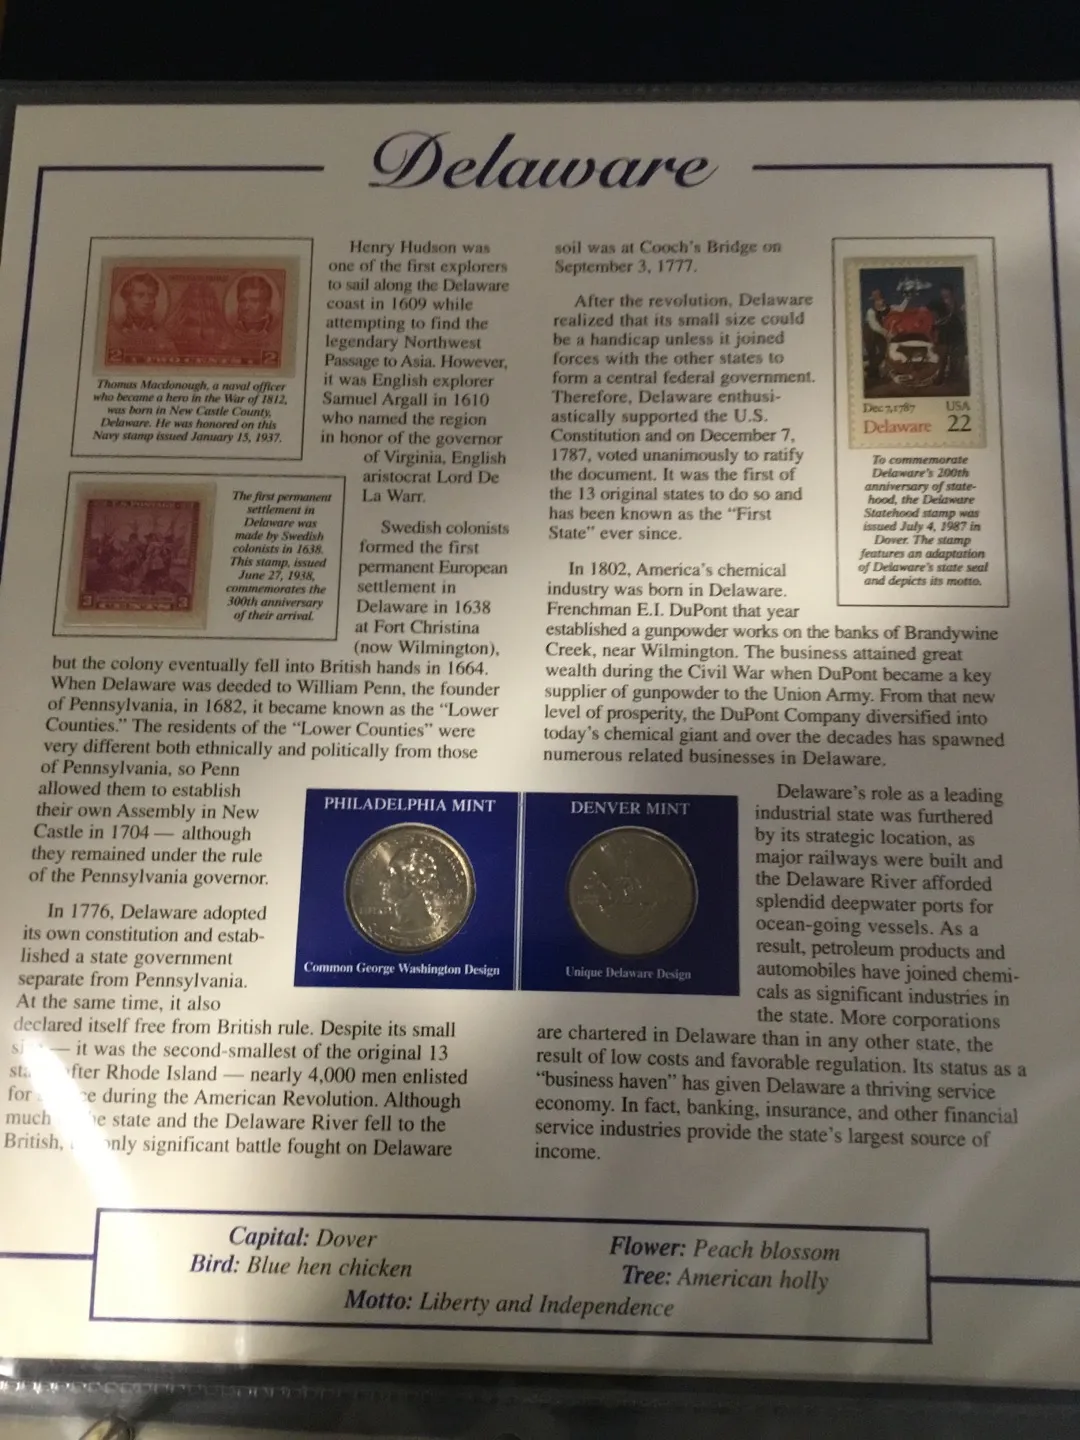 Delaware
2 TWO CENTS 2
Thomas Macdonough, a naval officer
who became a hero in the War of 1812,
was born in New Castle County,
Delaware. He was honored on this
Navy stamp issued January 15, 1937.
U.S. POSTAGE
3 CENTS 3
The first permanent
settlement in
Delaware was
made by Swedish
colonists in 1638.
This stamp, issued
June 27, 1938,
commemorates the
300th anniversary
of their arrival.
Henry Hudson was
one of the first explorers
to sail along the Delaware
coast in 1609 while
attempting to find the
legendary Northwest
Passage to Asia. However,
it was English explorer
Samuel Argall in 1610
who named the region
in honor of the governor
of Virginia, English
aristocrat Lord De
La Warr.
Swedish colonists
formed the first
permanent European
settlement in
Delaware in 1638
at Fort Christina
(now Wilmington),
but the colony eventually fell into British hands in 1664.
When Delaware was deeded to William Penn, the founder
of Pennsylvania, in 1682, it became known as the “Lower
Counties.” The residents of the “Lower Counties” were
very different both ethnically and politically from those
of Pennsylvania, so Penn
allowed them to establish
their own Assembly in New
Castle in 1704 — although
they remained under the rule
of the Pennsylvania governor.
In 1776, Delaware adopted
its own constitution and estab-
lished a state government
separate from Pennsylvania.
At the same time, it also
declared itself free from British rule. Despite its small
— it was the second-smallest of the original 13
after Rhode Island — nearly 4,000 men enlisted
for during the American Revolution. Although
much state and the Delaware River fell to the
British, only significant battle fought on Delaware
soil was at Cooch’s Bridge on
September 3, 1777.
After the revolution, Delaware
realized that its small size could
be a handicap unless it joined
forces with the other states to
form a central federal government.
Therefore, Delaware enthusi-
astically supported the U.S.
Constitution and on December 7,
1787, voted unanimously to ratify
the document. It was the first of
the 13 original states to do so and
has been known as the “First
State” ever since.
In 1802, America’s chemical
industry was born in Delaware.
Frenchman E.I. DuPont that year
established a gunpowder works on the banks of Brandywine
Creek, near Wilmington. The business attained great
wealth during the Civil War when DuPont became a key
supplier of gunpowder to the Union Army. From that new
level of prosperity, the DuPont Company diversified into
today’s chemical giant and over the decades has spawned
numerous related businesses in Delaware.
Delaware’s role as a leading
industrial state was furthered
by its strategic location, as
major railways were built and
the Delaware River afforded
splendid deepwater ports for
ocean-going vessels. As a
result, petroleum products and
automobiles have joined chemi-
cals as significant industries in
the state. More corporations
are chartered in Delaware than in any other state, the
result of low costs and favorable regulation. Its status as a
“business haven” has given Delaware a thriving service
economy. In fact, banking, insurance, and other financial
service industries provide the state’s largest source of
income.
Dec 7, 1787 USA
Delaware 22
To commemorate
Delaware’s 200th
anniversary of state-
hood, the Delaware
Statehood stamp was
issued July 4, 1987 in
Dover. The stamp
features an adaptation
of Delaware’s state seal
and depicts its motto.
PHILADELPHIA MINT
Common George Washington Design
DENVER MINT
Unique Delaware Design
Capital: Dover
Bird: Blue hen chicken
Flower: Peach blossom
Tree: American holly
Motto: Liberty and Independence